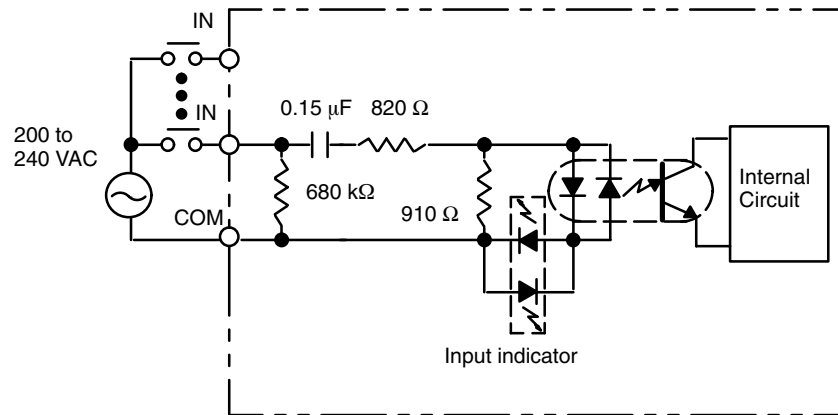 IN
IN
0.15 µF
820 Ω
200 to
240 VAC
680 kΩ
Internal
Circuit
COM
910 Ω
Input indicator